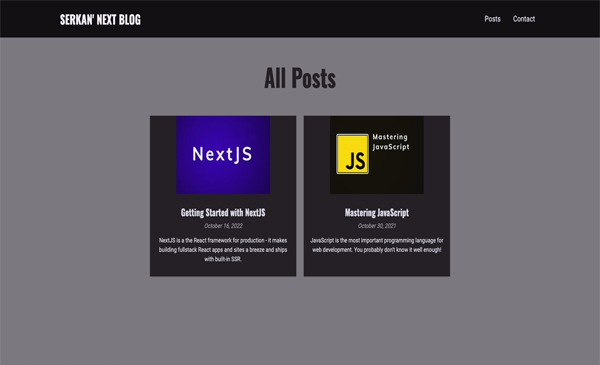 SERKAN' NEXT BLOG
Posts Contact
All Posts
NextJS
Getting Started with NextJS
October 16, 2022
NextJS is a the React framework for production - it makes
building fullstack React apps and sites a breeze and ships
with built-in SSR.
Mastering
JavaScript
JS
Mastering JavaScript
October 30, 2021
JavaScript is the most important programming language for
web development. You probably don't know it well enough!